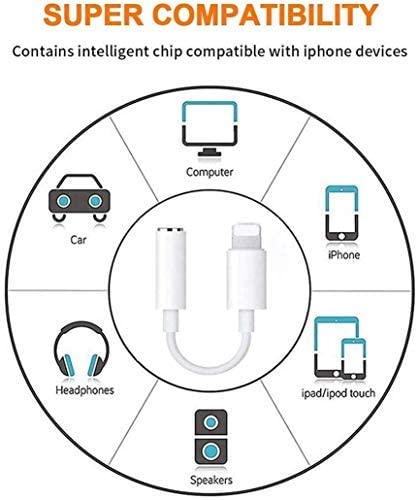 SUPER COMPATIBILITY
Contains intelligent chip compatible with iphone devices
Computer
Car
iPhone
Headphones
ipad/ipod touch
Speakers